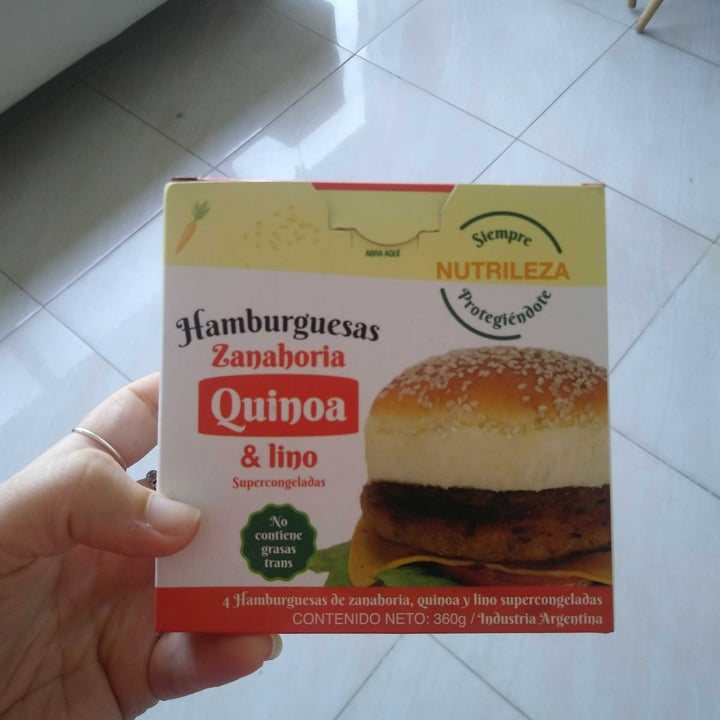 ABRA AQUÍ
Siempre
NUTRILEZA
Protegiéndote
Hamburguesas
Zanahoria
Quinoa
& lino
Supercongeladas
No
contiene
grasas
trans
4 Hamburguesas de zanahoria, quinoa y lino supercongeladas
CONTENIDO NETO: 360g / Industria Argentina